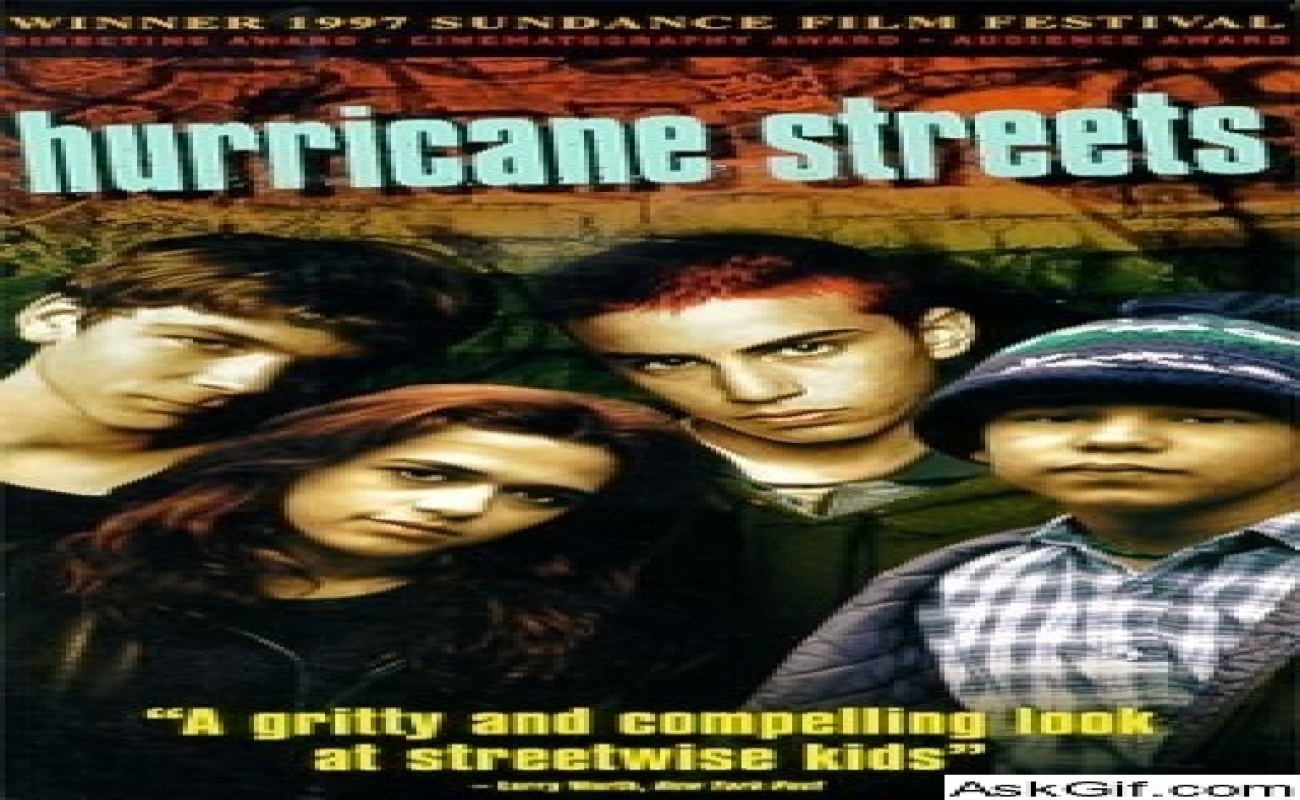 WINNER 1997 SUNDANCE FILM FESTIVAL
DIRECTING AWARD - CINEMATOGRAPHY AWARD - AUDIENCE AWARD
hurricane streets
“A gritty and compelling look
at streetwise kids”
AskGif.com